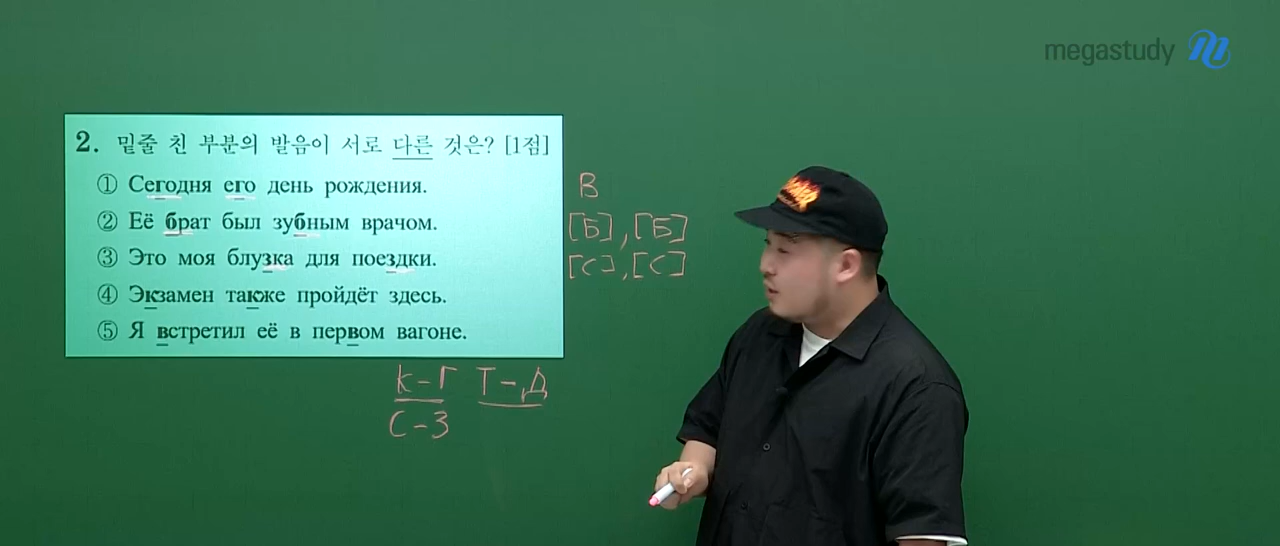 megastudy
2. 밑줄 친 부분의 발음이 서로 다른 것은? [1점]
① Сегодня его день рождения.
② Её брат был зубным врачом.
③ Это моя блузка для поездки.
④ Экзамен также пройдёт здесь.
⑤ Я встретил её в первом вагоне.
В
[Б], [Б]
[С], [С]
К-Г Т-Д
С-З